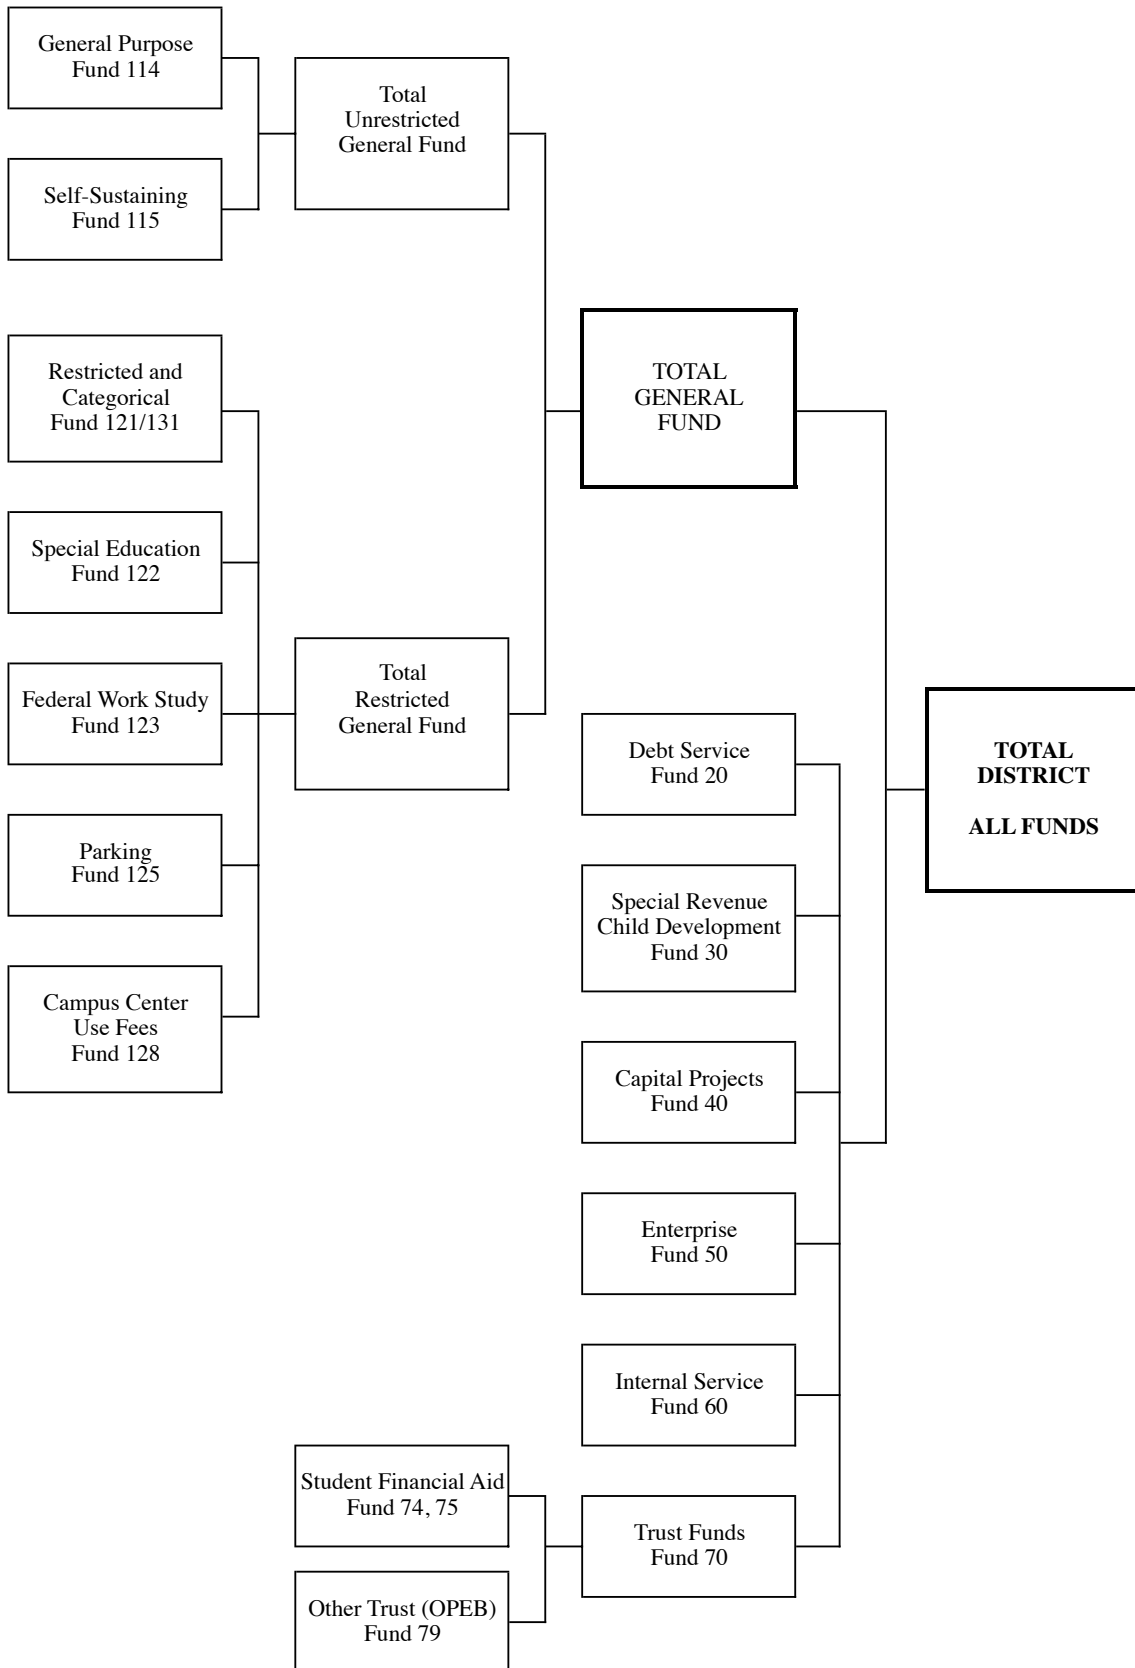 General Purpose
Fund 114
Self-Sustaining
Fund 115
Restricted and
Categorical
Fund 121/131
Special Education
Fund 122
Federal Work Study
Fund 123
Parking
Fund 125
Campus Center
Use Fees
Fund 128
Total
Unrestricted
General Fund
Total
Restricted
General Fund
Student Financial Aid
Fund 74, 75
Other Trust (OPEB)
Fund 79
TOTAL
GENERAL
FUND
Debt Service
Fund 20
Special Revenue
Child Development
Fund 30
Capital Projects
Fund 40
Enterprise
Fund 50
Internal Service
Fund 60
Trust Funds
Fund 70
TOTAL
DISTRICT
ALL FUNDS